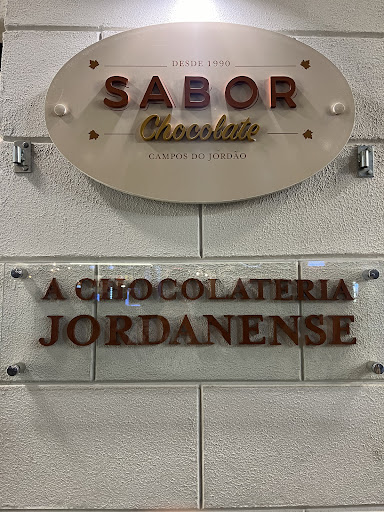 DESDE 1990
SABOR
Chocolate
CAMPOS DO JORDÃO
A CHOCOLATERIA
JORDANENSE